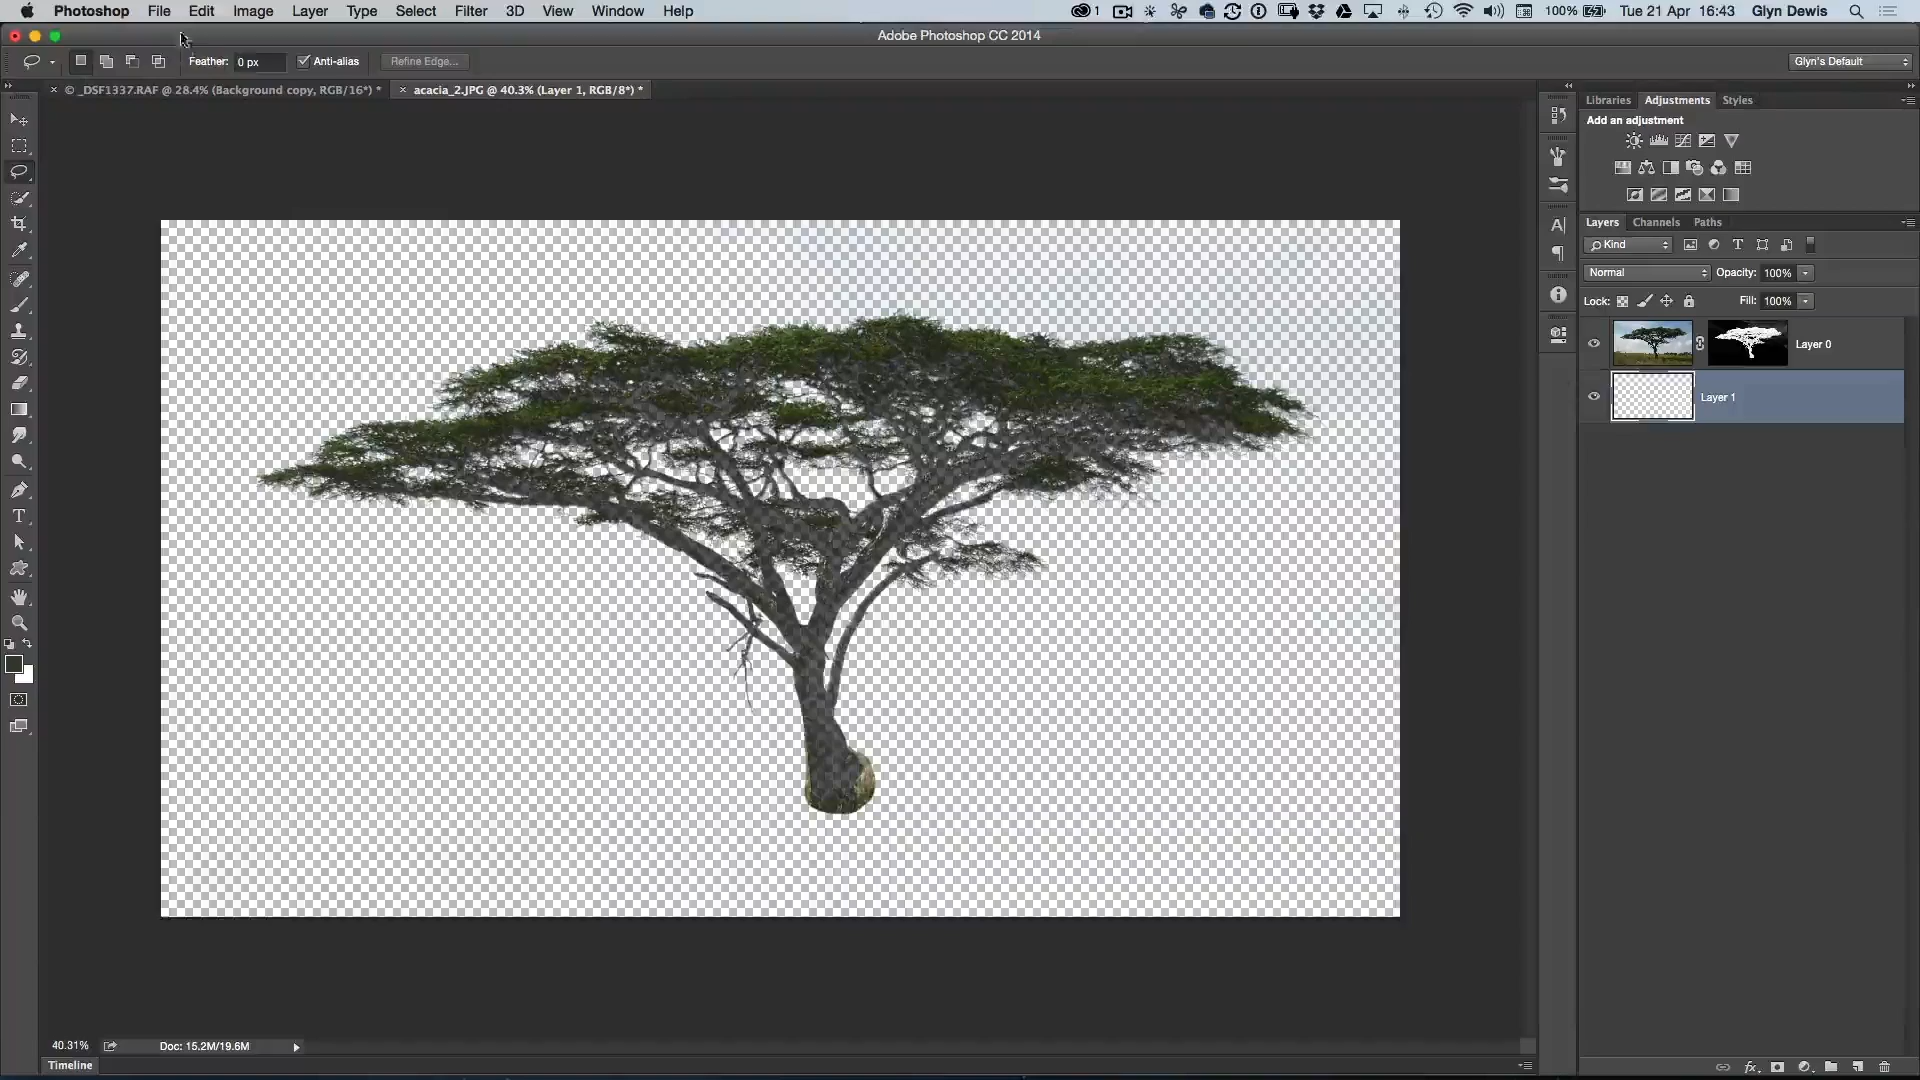 Photoshop File Edit Image Layer Type Select Filter 3D View Window Help 1 100% Tue 21 Apr 16:43 Glyn Dewis
Adobe Photoshop CC 2014
Feather: 0 px Anti-alias Refine Edge... Glyn's Default
× © _DSF1337.RAF @ 28.4% (Background copy, RGB/16*) * × acacia_2.JPG @ 40.3% (Layer 1, RGB/8*) *
Libraries Adjustments Styles
Add an adjustment
Layers Channels Paths
Kind
Normal Opacity: 100%
Lock: Fill: 100%
Layer 0
Layer 1
40.31% Doc: 15.2M/19.6M
Timeline